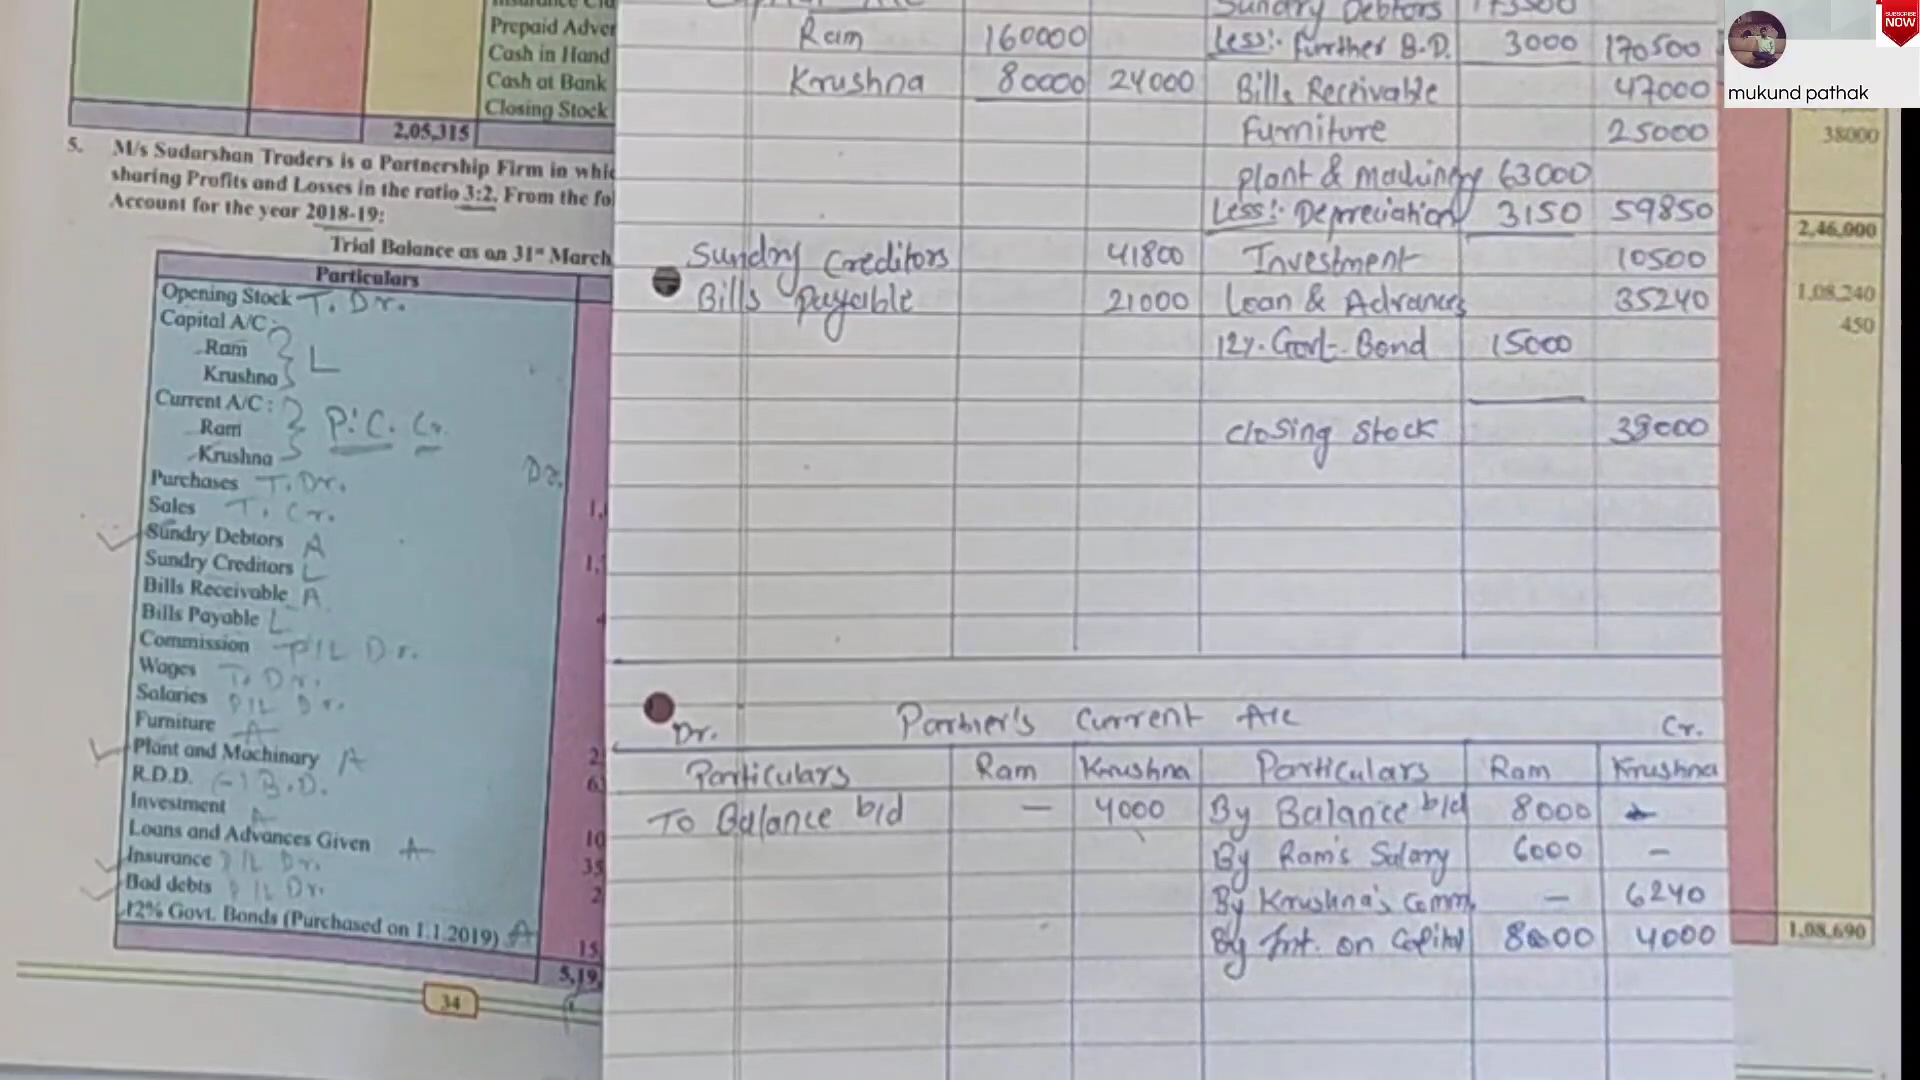 Prepaid Adver
Cash in Hand
Cash at Bank
Closing Stock
2,05,315
5. M/s Sudarshan Traders is a Partnership Firm in whic
sharing Profits and Losses in the ratio 3:2. From the fo
Account for the year 2018-19:
Trial Balance as on 31st March
Particulars
Opening Stock T. Dr.
Capital A/C :
Ram
Krushna
L
Current A/C :
Ram
Krushna
P.C. Cr.
Dr.
Purchases T. Dr.
Sales T. Cr.
Sundry Debtors A
Sundry Creditors L
Bills Receivable A
Bills Payable L
Commission P/L Dr.
Wages T. Dr.
Salaries P/L Dr.
Furniture A
Plant and Machinary A
R.D.D. (-) B.D.
Investment A
Loans and Advances Given A
Insurance P/L Dr.
Bad debts P/L Dr.
12% Govt. Bonds (Purchased on 1.1.2019) A
5,19,
34
Sundry Debtors 173500
Ram 160000 Less:- Further B.D. 3000 170500
Krushna 80000 24000 Bills Receivable 47000
Furniture 25000
Plant & Machinery 63000
Less:- Depreciation 3150 59850
Sundry Creditors 41800 Investment 10500
Bills Payable 21000 Loan & Advances 35240
12%. Govt. Bond 15000
Closing Stock 38000
Dr. Partner's Current A/c Cr.
Particulars Ram Krushna Particulars Ram Krushna
To Balance b/d — 4000 By Balance b/d 8000 —
By Ram's Salary 6000 —
By Krushna's Comm. — 6240
By Int. on Capital 8000 4000
38000
2,46,000
1,08,240
450
1,08,690
SUBSCRIBE
NOW
mukund pathak